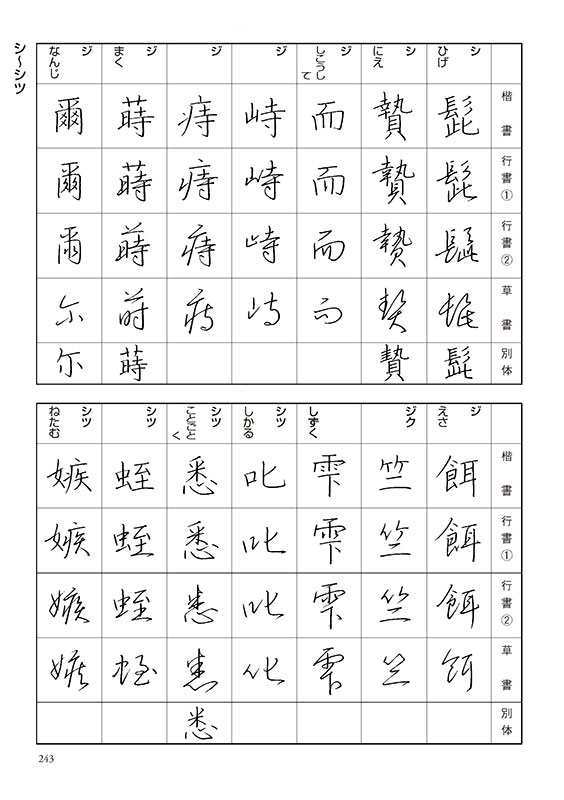 シ～シツ
楷書 行書① 行書② 草書 別体
シ ひげ 髭 髭 髭 髭 髭
シ にえ 贄 贄 贄 贄 贄
ジ しこうして 而 而 而 而
ジ 峙 峙 峙 峙
ジ 痔 痔 痔 痔
ジ まく 蒔 蒔 蒔 蒔 蒔
ジ なんじ 爾 爾 爾 尓 尓
楷書 行書① 行書② 草書 別体
ジ えさ 餌 餌 餌 餌
ジク 竺 竺 竺 竺
しずく 雫 雫 雫 雫
シツ しかる 叱 叱 叱 叱
シツ ことごとく 悉 悉 悉 悉 悉
シツ 蛭 蛭 蛭 蛭
シツ ねたむ 嫉 嫉 嫉 嫉
243